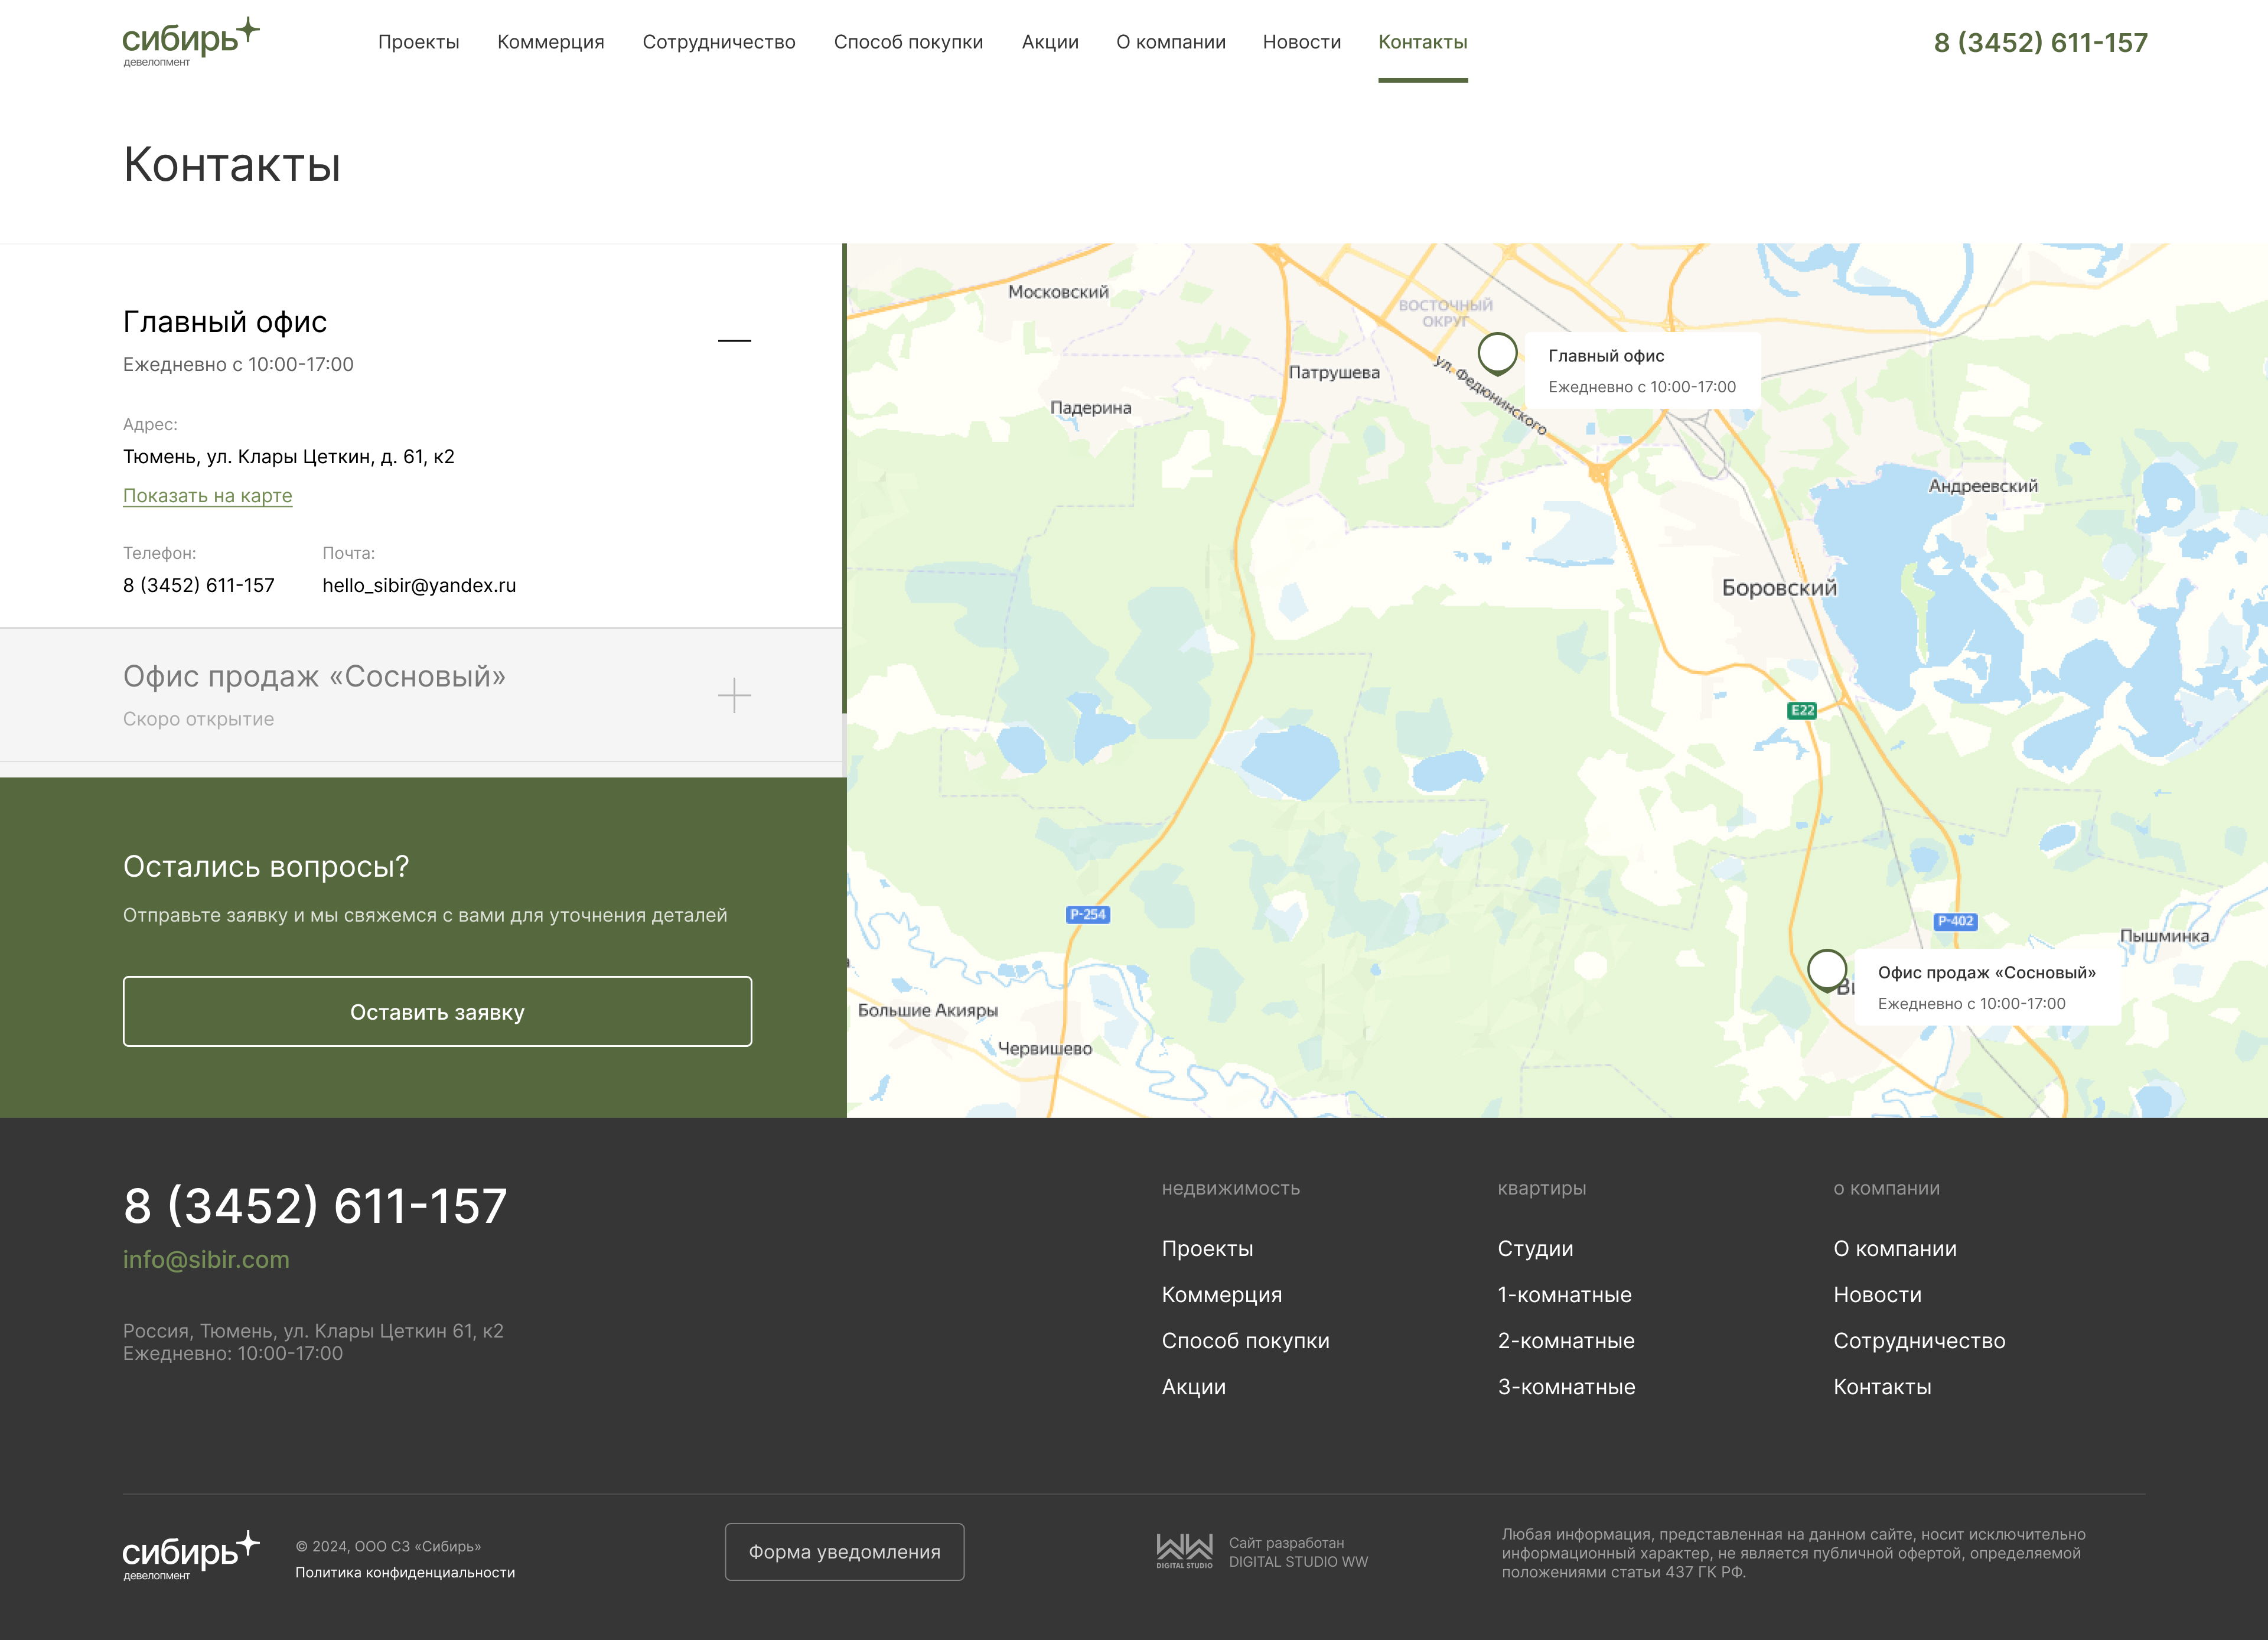 сибирь
девелопмент
Проекты
Коммерция
Сотрудничество
Способ покупки
Акции
О компании
Новости
Контакты
8 (3452) 611-157
Контакты
Главный офис
Ежедневно с 10:00-17:00
Адрес:
Тюмень, ул. Клары Цеткин, д. 61, к2
Показать на карте
Телефон:
8 (3452) 611-157
Почта:
hello_sibir@yandex.ru
Офис продаж «Сосновый»
Скоро открытие
Остались вопросы?
Отправьте заявку и мы свяжемся с вами для уточнения деталей
Оставить заявку
Московский
ВОСТОЧНЫЙ
ОКРУГ
Патрушева
Падерина
ул. Федюнинского
Главный офис
Ежедневно с 10:00-17:00
Андреевский
Боровский
E22
Р-254
Р-402
Пышминка
Офис продаж «Сосновый»
Ежедневно с 10:00-17:00
Большие Акияры
Червишево
8 (3452) 611-157
info@sibir.com
Россия, Тюмень, ул. Клары Цеткин 61, к2
Ежедневно: 10:00-17:00
недвижимость
Проекты
Коммерция
Способ покупки
Акции
квартиры
Студии
1-комнатные
2-комнатные
3-комнатные
о компании
О компании
Новости
Сотрудничество
Контакты
сибирь
девелопмент
© 2024, ООО СЗ «Сибирь»
Политика конфиденциальности
Форма уведомления
WW
DIGITAL STUDIO
Сайт разработан
DIGITAL STUDIO WW
Любая информация, представленная на данном сайте, носит исключительно
информационный характер, не является публичной офертой, определяемой
положениями статьи 437 ГК РФ.